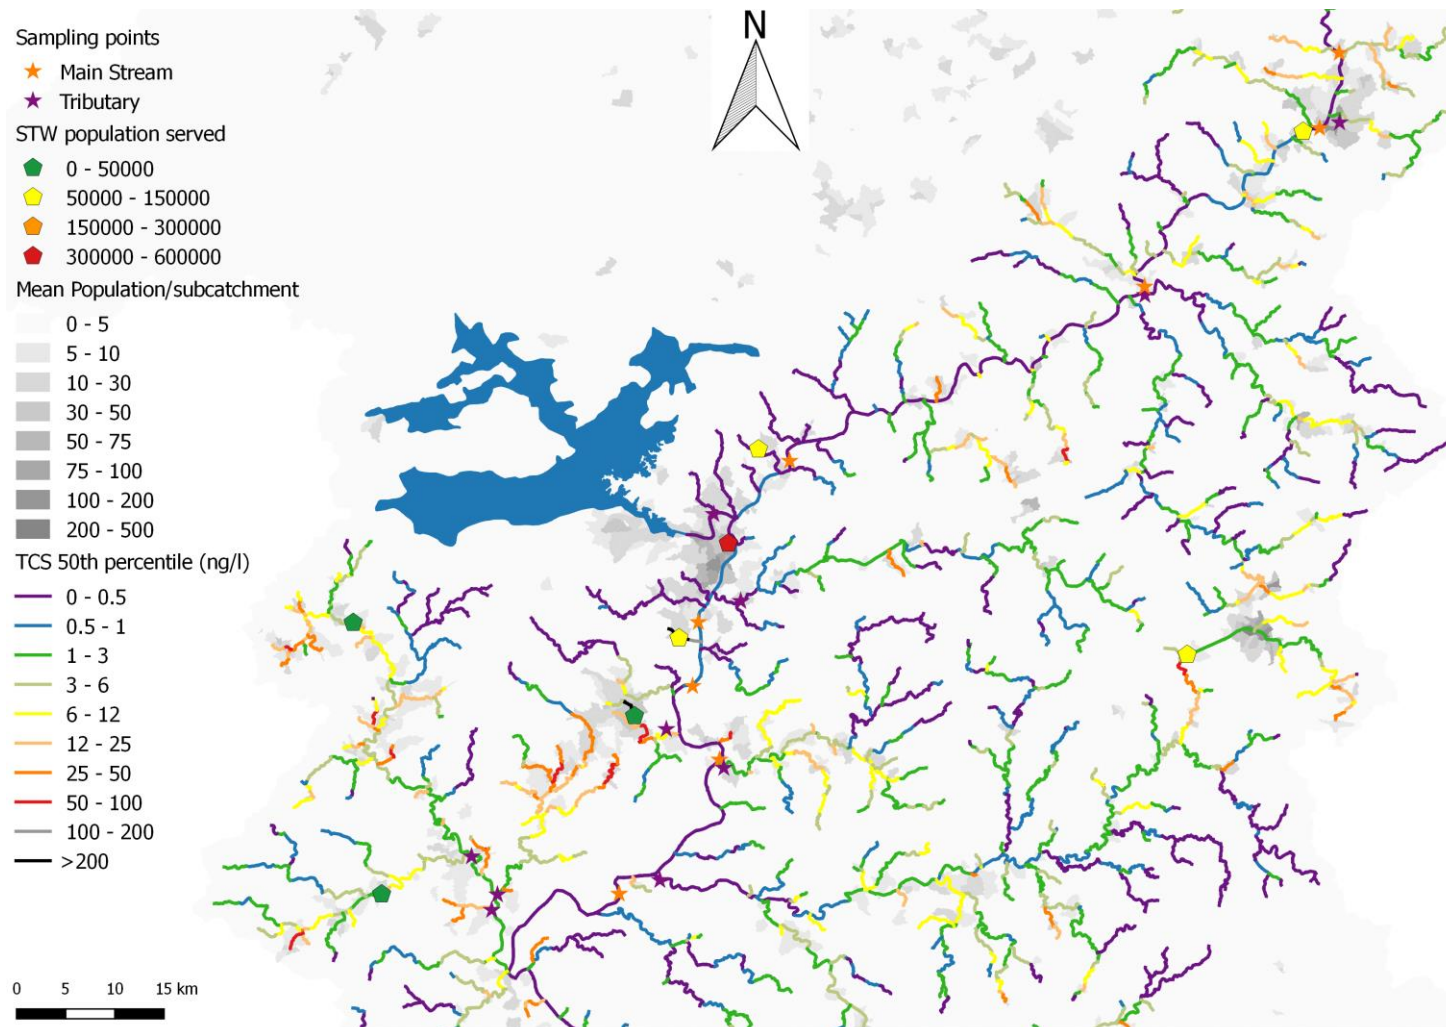 N
Sampling points
Main Stream
Tributary
STW population served
0 - 50000
50000 - 150000
150000 - 300000
300000 - 600000
Mean Population/subcatchment
0 - 5
5 - 10
10 - 30
30 - 50
50 - 75
75 - 100
100 - 200
200 - 500
TCS 50th percentile (ng/l)
0 - 0.5
0.5 - 1
1 - 3
3 - 6
6 - 12
12 - 25
25 - 50
50 - 100
100 - 200
>200
0 5 10 15 km